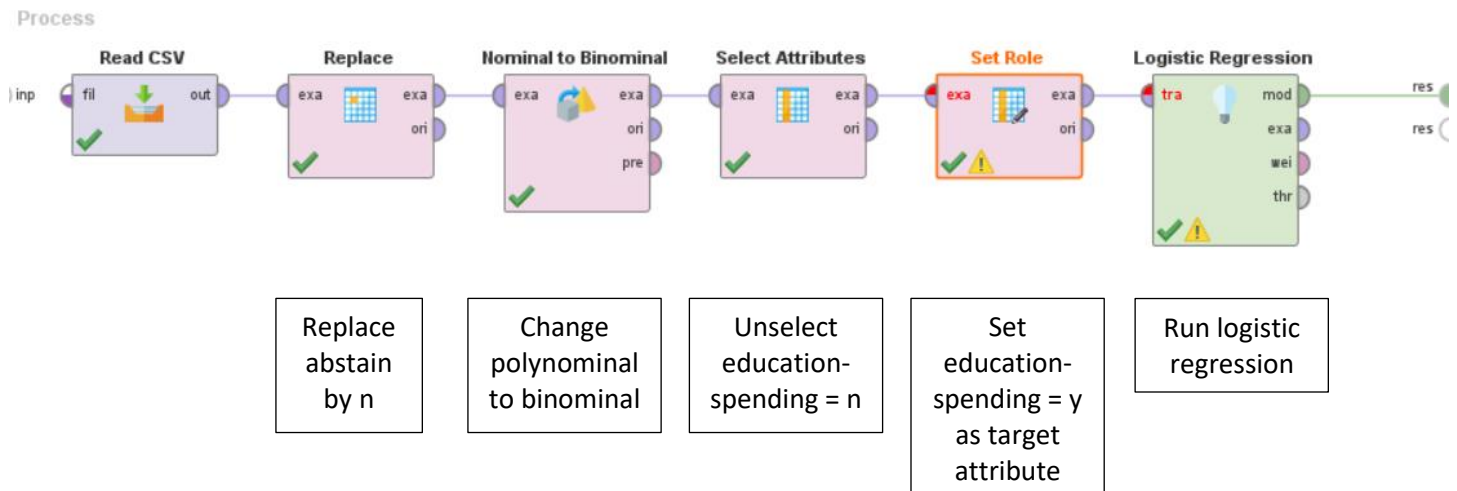 Process
Read CSV
Replace
Nominal to Binominal
Select Attributes
Set Role
Logistic Regression
inp
fil
out
exa
exa
ori
exa
exa
ori
pre
exa
exa
ori
exa
exa
ori
tra
mod
exa
wei
thr
res
res
Replace
abstain
by n
Change
polynominal
to binominal
Unselect
education-
spending = n
Set
education-
spending = y
as target
attribute
Run logistic
regression